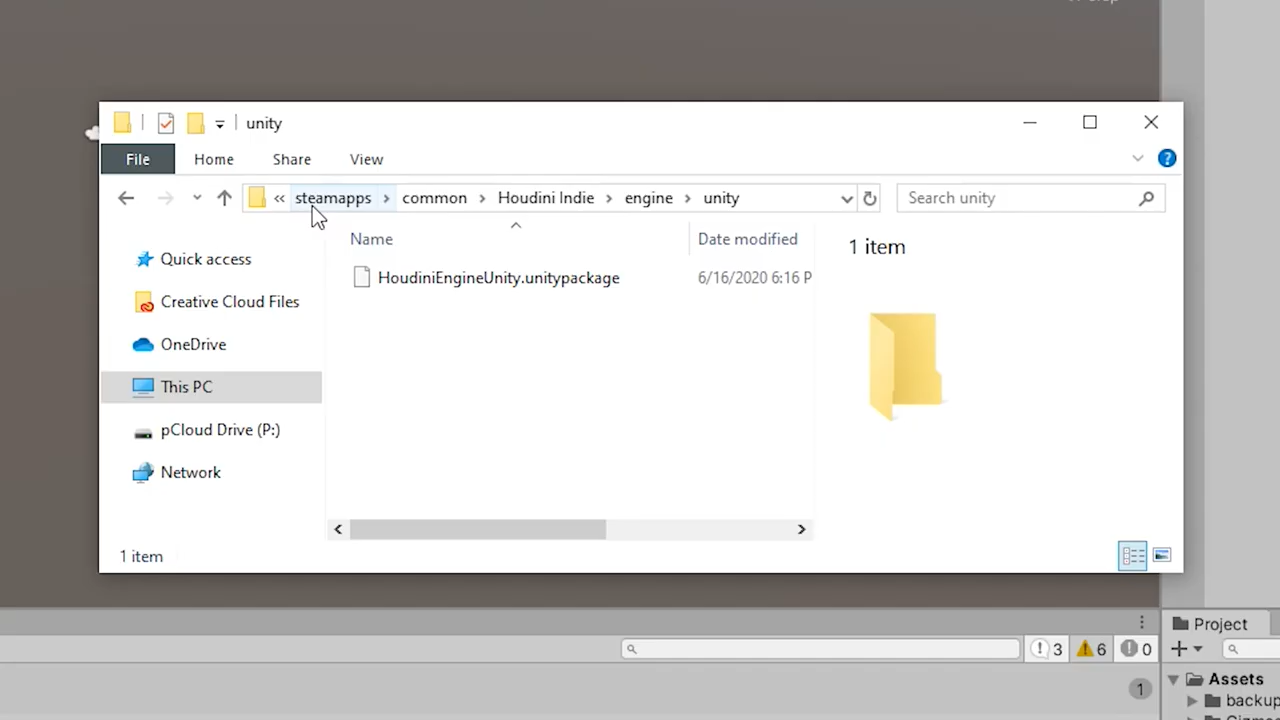 unity
File Home Share View
« steamapps > common > Houdini Indie > engine > unity
Search unity
Name Date modified
1 item
HoudiniEngineUnity.unitypackage 6/16/2020 6:16 P
Quick access
Creative Cloud Files
OneDrive
This PC
pCloud Drive (P:)
Network
1 item
Project
3 6 0
Assets
1
backup